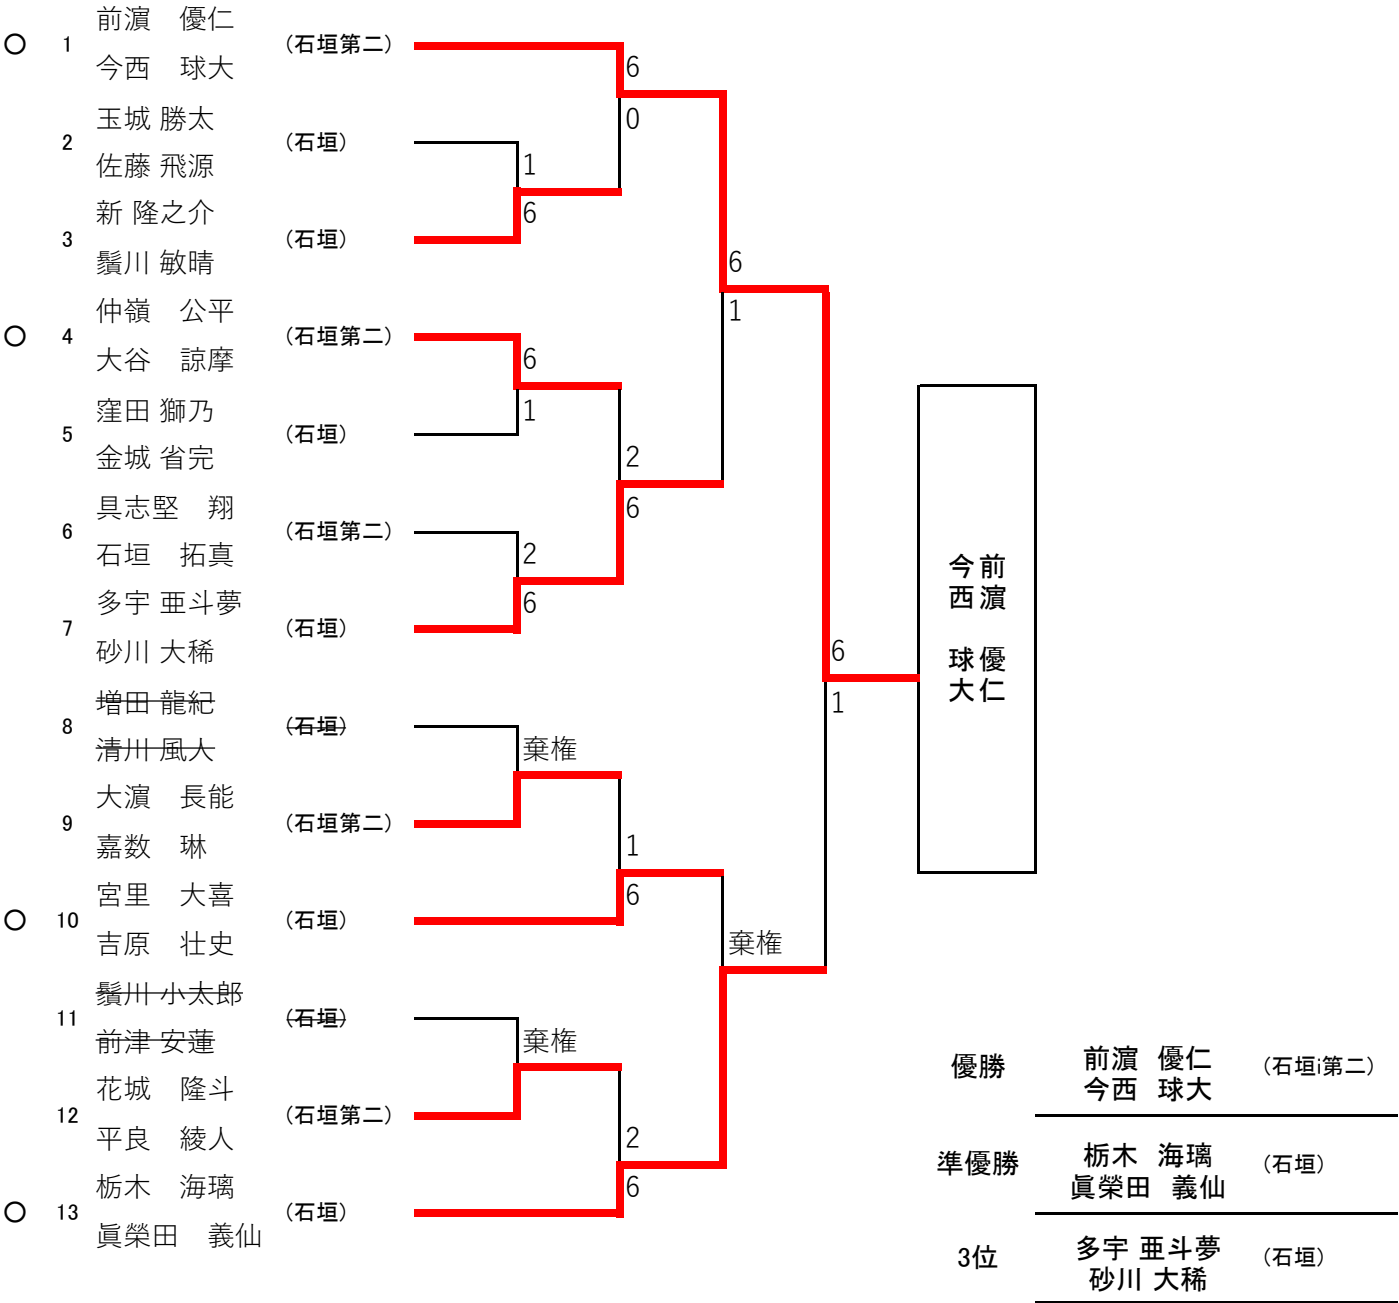 前濵　優仁
○ 1 (石垣第二)
今西　球大
6
玉城 勝太
0
2 (石垣)
佐藤 飛源
1
新 隆之介
6
3 (石垣)
鬚川 敏晴
6
仲嶺　公平
1
○ 4 (石垣第二)
大谷　諒摩
6
窪田 獅乃
1
5 (石垣)
金城 省完
2
具志堅　翔
6
6 (石垣第二)
石垣　拓真
2
多宇 亜斗夢
6
7 (石垣)
砂川 大稀
6
増田 龍紀
1
8 (石垣)
清川 風人
棄権
大濵　長能
9 (石垣第二)
嘉数　琳
1
宮里　大喜
6
○ 10 (石垣)
吉原　壮史
棄権
鬚川 小太郎
11 (石垣)
前津 安蓮
棄権
花城　隆斗
12 (石垣第二)
平良　綾人
2
栃木　海璃
6
○ 13 (石垣)
眞榮田　義仙
前濵　優仁
今西　球大
優勝 前濵　優仁 (石垣i第二)
今西　球大
準優勝 栃木　海璃 (石垣)
眞榮田　義仙
3位 多宇 亜斗夢 (石垣)
砂川 大稀